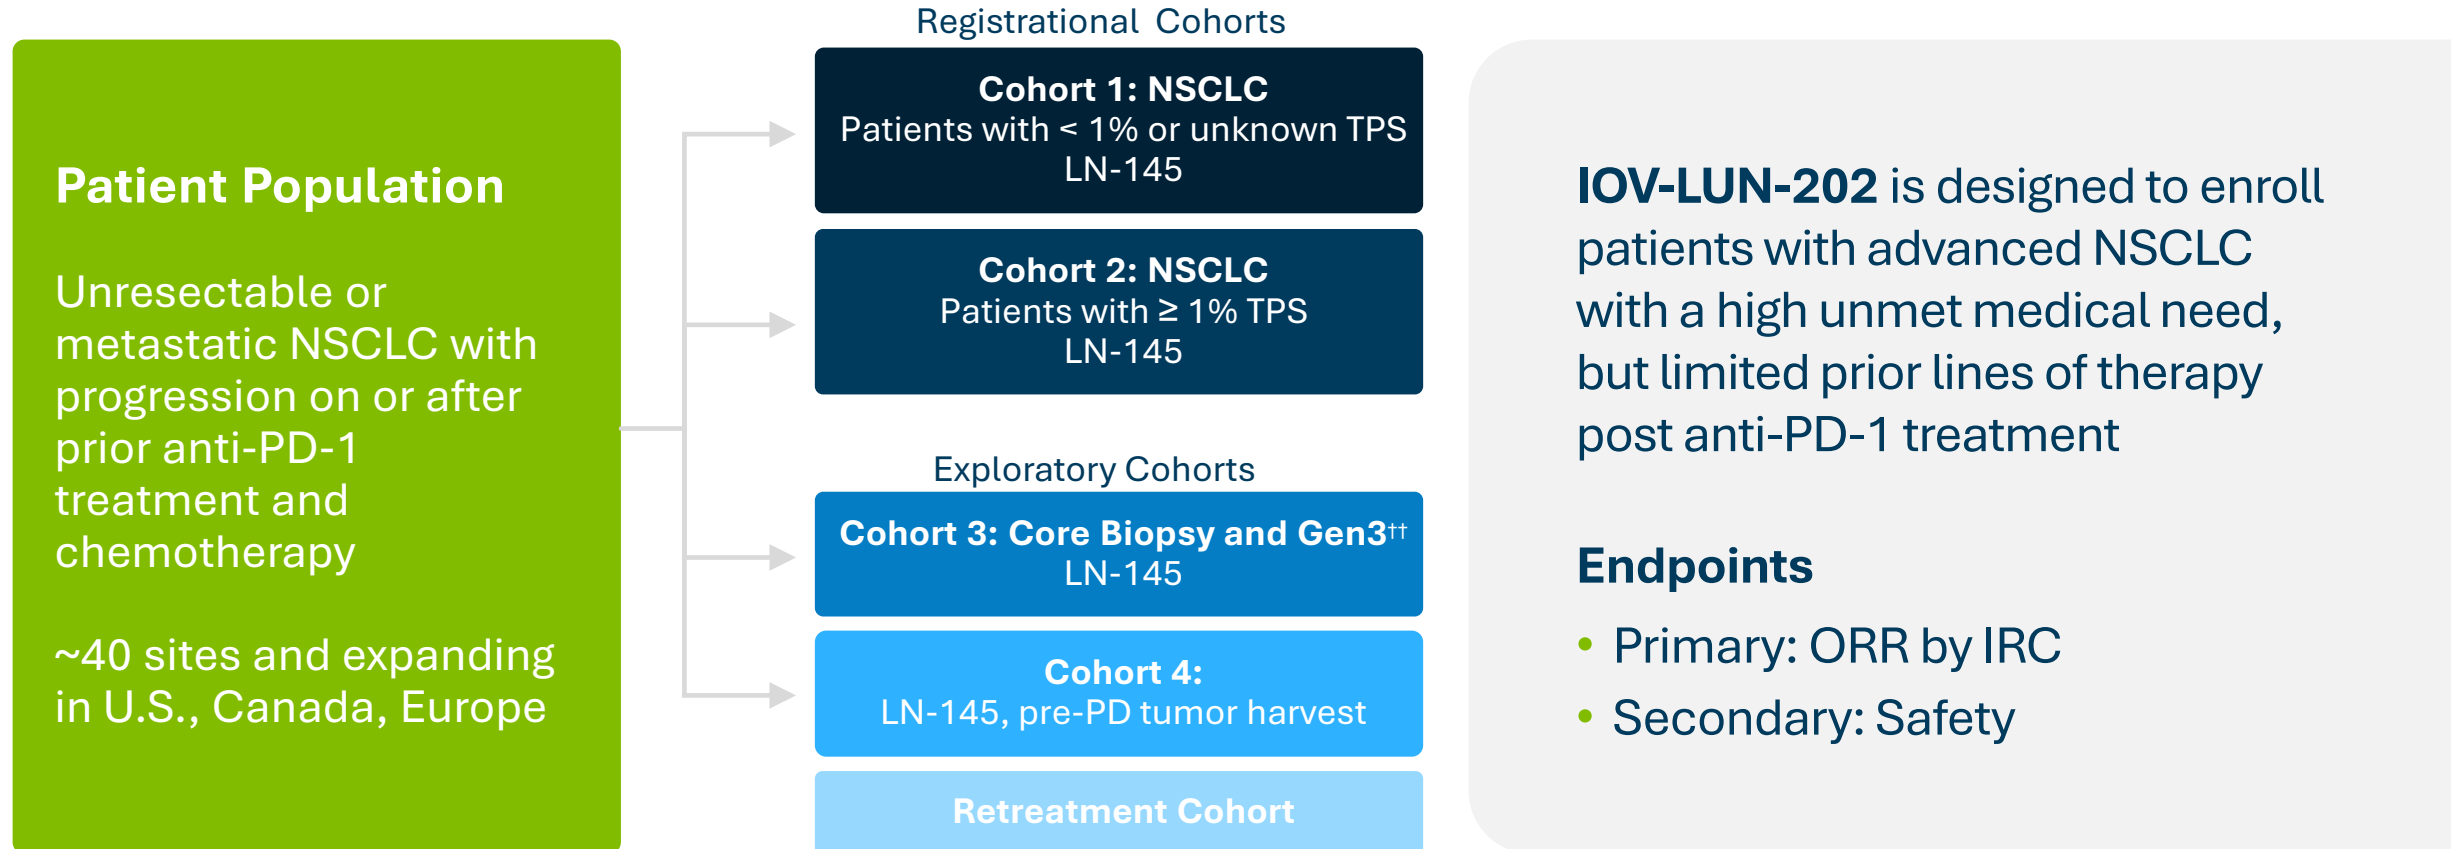 Patient Population
Unresectable or
metastatic NSCLC with
progression on or after
prior anti-PD-1
treatment and
chemotherapy
~40 sites and expanding
in U.S., Canada, Europe
Registrational Cohorts
Cohort 1: NSCLC
Patients with < 1% or unknown TPS
LN-145
Cohort 2: NSCLC
Patients with ≥ 1% TPS
LN-145
Exploratory Cohorts
Cohort 3: Core Biopsy and Gen3††
LN-145
Cohort 4:
LN-145, pre-PD tumor harvest
Retreatment Cohort
IOV-LUN-202 is designed to enroll
patients with advanced NSCLC
with a high unmet medical need,
but limited prior lines of therapy
post anti-PD-1 treatment
Endpoints
• Primary: ORR by IRC
• Secondary: Safety